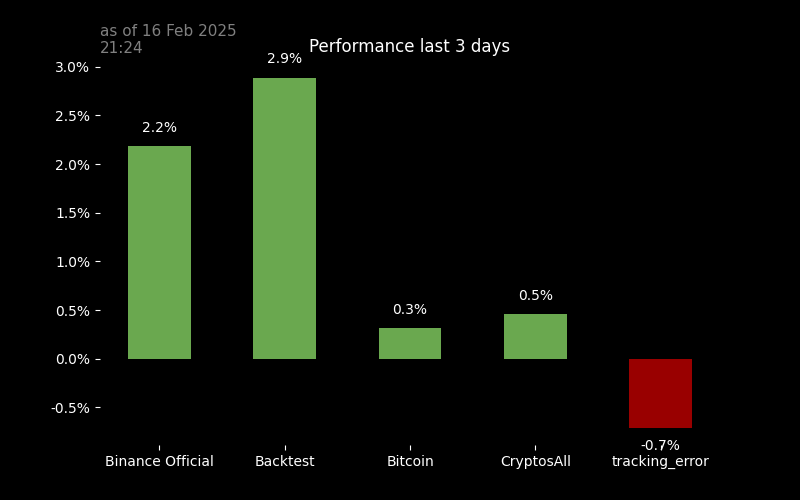 as of 16 Feb 2025
21:24
Performance last 3 days
3.0%
2.5%
2.0%
1.5%
1.0%
0.5%
0.0%
-0.5%
2.2%
2.9%
0.3%
0.5%
-0.7%
Binance Official
Backtest
Bitcoin
CryptosAll
tracking_error